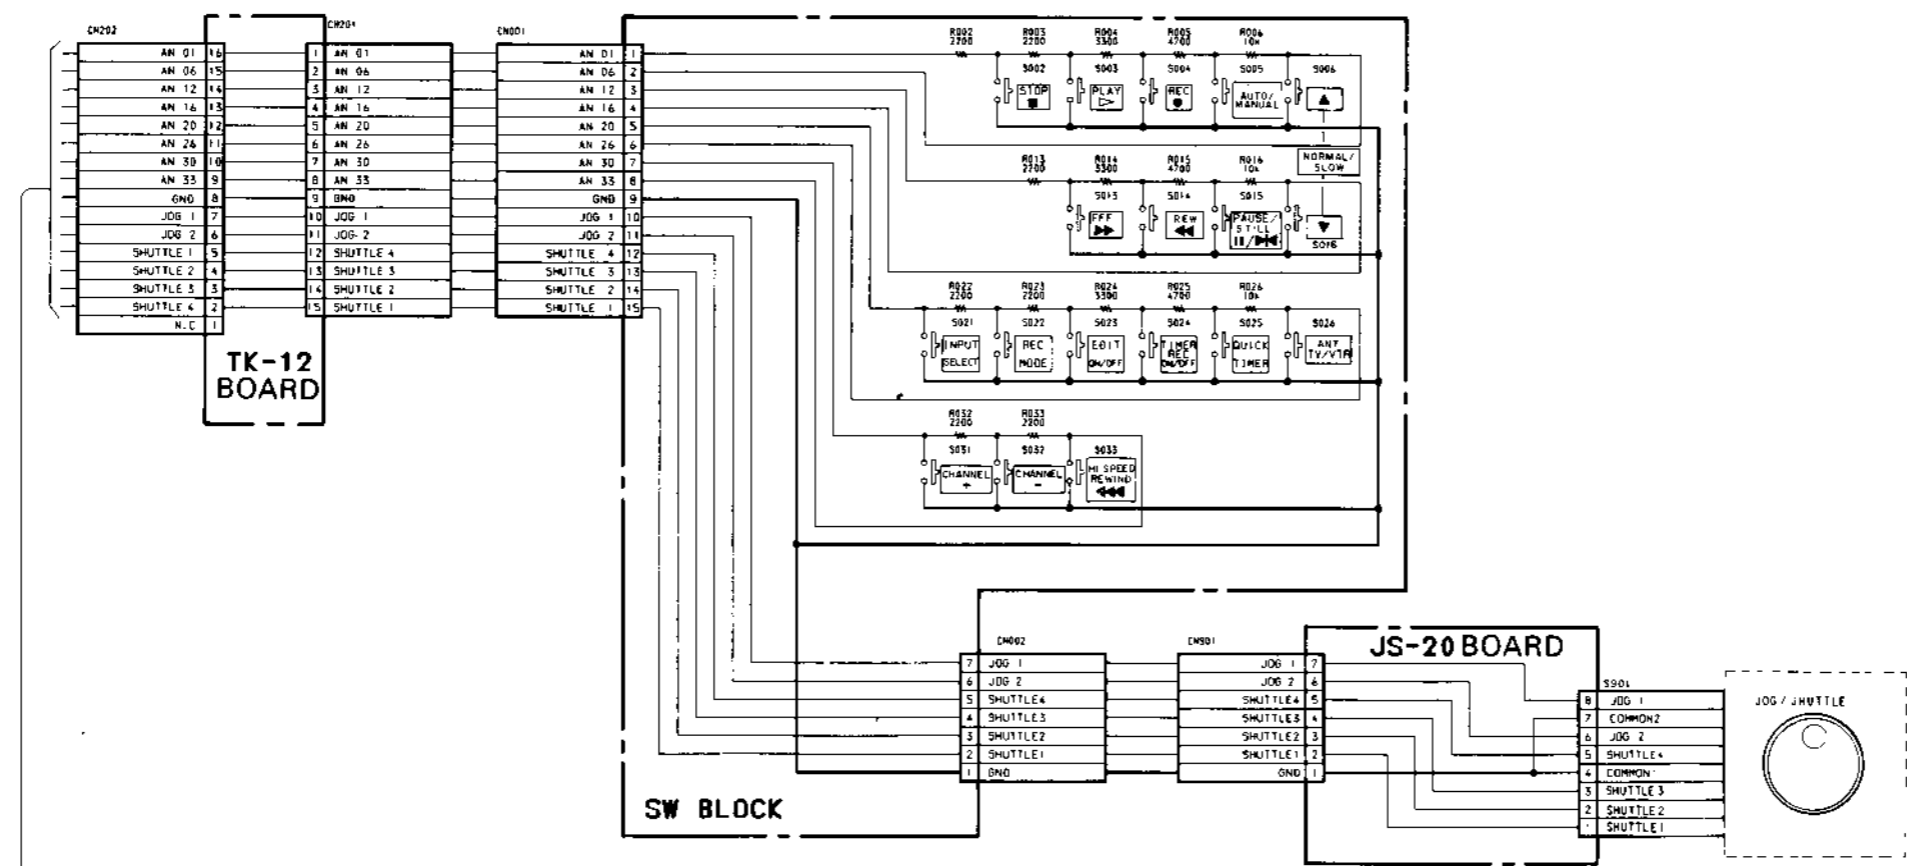 CN202
AN 01 16
AN 06 15
AN 12 14
AN 16 13
AN 20 12
AN 26 11
AN 30 10
AN 33 9
GND 8
JOG 1 7
JOG 2 6
SHUTTLE 1 5
SHUTTLE 2 4
SHUTTLE 3 3
SHUTTLE 4 2
N.C 1
TK-12
BOARD
CN201
1 AN 01
2 AN 06
3 AN 12
4 AN 16
5 AN 20
6 AN 26
7 AN 30
8 AN 33
9 GND
10 JOG 1
11 JOG 2
12 SHUTTLE 4
13 SHUTTLE 3
14 SHUTTLE 2
15 SHUTTLE 1
CN001
AN 01 1
AN 06 2
AN 12 3
AN 16 4
AN 20 5
AN 26 6
AN 30 7
AN 33 8
GND 9
JOG 1 10
JOG 2 11
SHUTTLE 4 12
SHUTTLE 3 13
SHUTTLE 2 14
SHUTTLE 1 15
R002 R003 R004 R005 R006
2200 2200 3300 4700 10k
S002 S003 S004 S005 S006
STOP PLAY REC AUTO/
MANUAL
NORMAL/
SLOW
R013 R014 R015 R016
2200 3300 4700 10k
S013 S014 S015
FFF REW PAUSE/
STILL
S016
R022 R023 R024 R025 R026
2200 2200 3300 4700 10k
S021 S022 S023 S024 S025 S026
INPUT
SELECT
REC
MODE
EDIT
ON/OFF
TIMER
REC
ON/OFF
QUICK
TIMER
ANT
TV/VTR
R032 R033
2200 2200
S031 S032 S033
CHANNEL
+
CHANNEL
-
HI SPEED
REWIND
SW BLOCK
CN002
7 JOG 1
6 JOG 2
5 SHUTTLE4
4 SHUTTLE3
3 SHUTTLE2
2 SHUTTLE1
1 GND
CN901
JOG 1 7
JOG 2 6
SHUTTLE4 5
SHUTTLE3 4
SHUTTLE2 3
SHUTTLE1 2
GND 1
JS-20 BOARD
S901
8 JOG 1
7 COMMON2
6 JOG 2
5 SHUTTLE4
4 COMMON1
3 SHUTTLE3
2 SHUTTLE2
1 SHUTTLE1
JOG / SHUTTLE